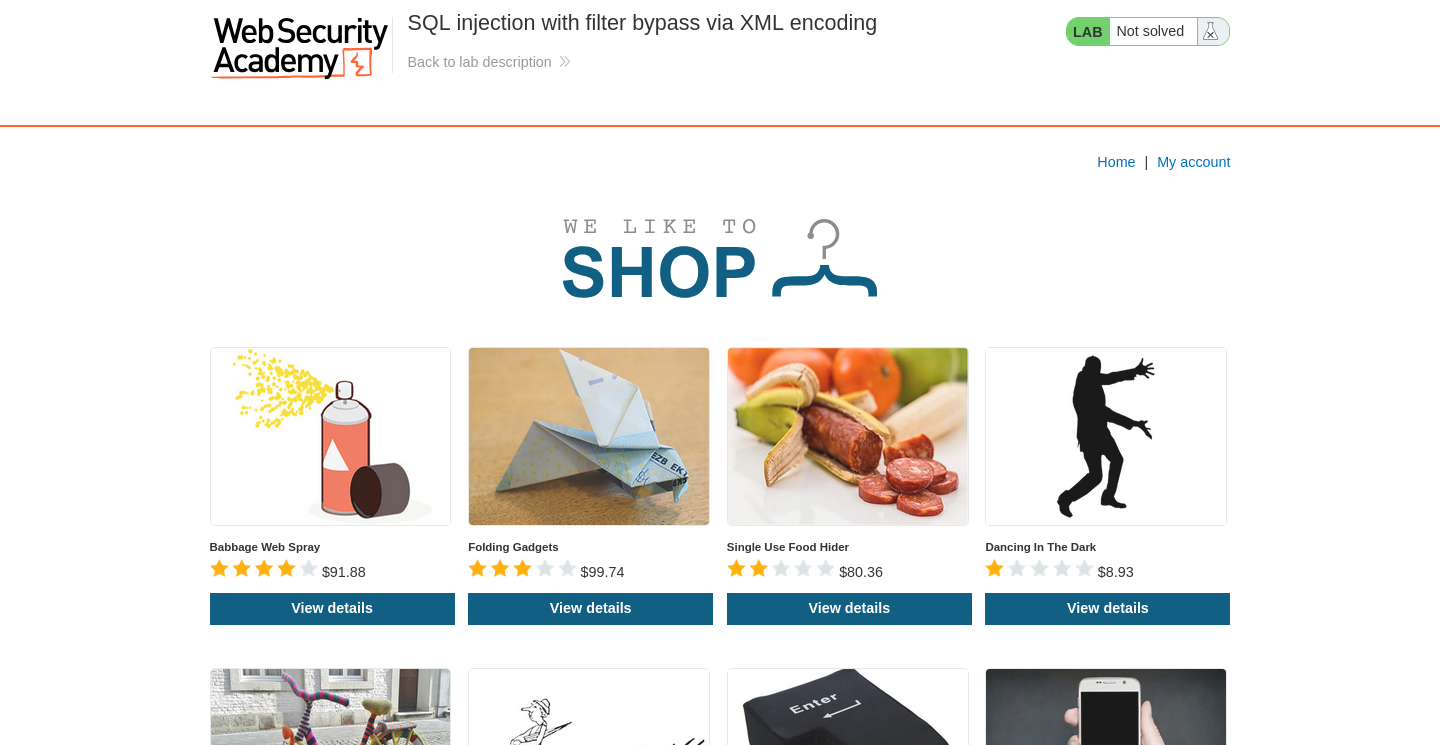 Web Security
Academy
SQL injection with filter bypass via XML encoding
Back to lab description
LAB Not solved
Home | My account
WE LIKE TO
SHOP
EZB EK
Babbage Web Spray
$91.88
View details
Folding Gadgets
$99.74
View details
Single Use Food Hider
$80.36
View details
Dancing In The Dark
$8.93
View details
Enter